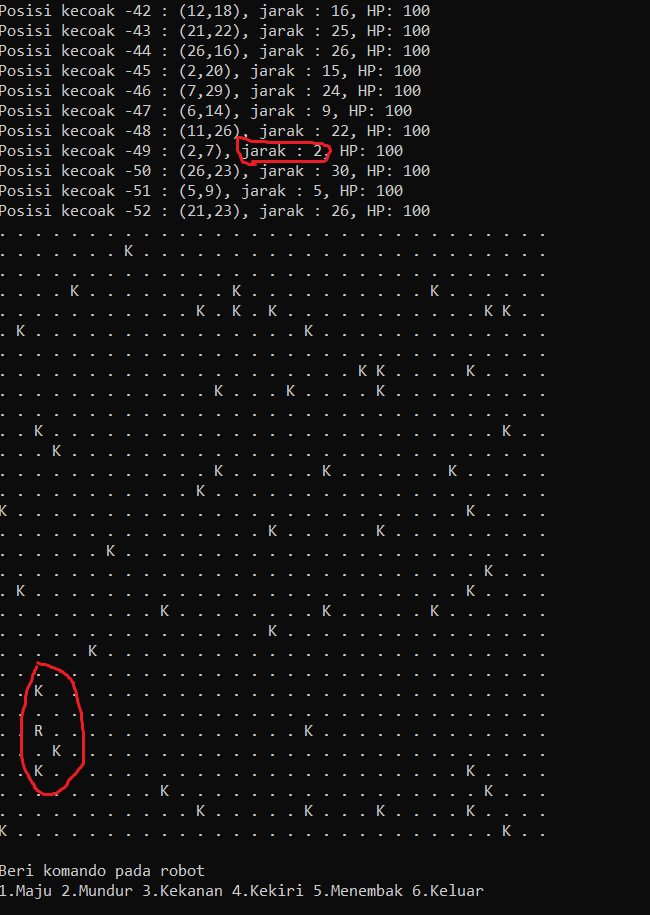 Posisi kecoak -42 : (12,18), jarak : 16, HP: 100
Posisi kecoak -43 : (21,22), jarak : 25, HP: 100
Posisi kecoak -44 : (26,16), jarak : 26, HP: 100
Posisi kecoak -45 : (2,20), jarak : 15, HP: 100
Posisi kecoak -46 : (7,29), jarak : 24, HP: 100
Posisi kecoak -47 : (6,14), jarak : 9, HP: 100
Posisi kecoak -48 : (11,26), jarak : 22, HP: 100
Posisi kecoak -49 : (2,7), jarak : 2, HP: 100
Posisi kecoak -50 : (26,23), jarak : 30, HP: 100
Posisi kecoak -51 : (5,9), jarak : 5, HP: 100
Posisi kecoak -52 : (21,23), jarak : 26, HP: 100
. . . . . . . . . . . . . . . . . . . . . . . . . . . . . . .
. . . . . . . K . . . . . . . . . . . . . . . . . . . . . . .
. . . . . . . . . . . . . . . . . . . . . . . . . . . . . . .
. . . . K . . . . . . . . K . . . . . . . . . . K . . . . . .
. . . . . . . . . . . K . K . K . . . . . . . . . . . K K . .
. K . . . . . . . . . . . . . . . K . . . . . . . . . . . . .
. . . . . . . . . . . . . . . . . . . . . . . . . . . . . . .
. . . . . . . . . . . . . . . . . . . . K K . . . . K . . . .
. . . . . . . . . . . . K . . . K . . . . K . . . . . . . . .
. . . . . . . . . . . . . . . . . . . . . . . . . . . . . . .
. . K . . . . . . . . . . . . . . . . . . . . . . . . . K . .
. . . K . . . . . . . . . . . . . . . . . . . . . . . . . . .
. . . . . . . . . . . . K . . . . . K . . . . . . K . . . . .
. . . . . . . . . . . K . . . . . . . . . . . . . . . . . . .
K . . . . . . . . . . . . . . . . . . . . . . . . . K . . . .
. . . . . . . . . . . . . . . K . . . . . K . . . . . . . . .
. . . . . . K . . . . . . . . . . . . . . . . . . . . . . . .
. . . . . . . . . . . . . . . . . . . . . . . . . . . K . . .
. K . . . . . . . . . . . . . . . . . . . . . . . . K . . . .
. . . . . . . . . K . . . . . . . . K . . . . . K . . . . . .
. . . . . . . . . . . . . . . K . . . . . . . . . . . . . . .
. . . . . K . . . . . . . . . . . . . . . . . . . . . . . . .
. . . . . . . . . . . . . . . . . . . . . . . . . . . . . . .
. . K . . . . . . . . . . . . . . . . . . . . . . . . . . . .
. . . . . . . . . . . . . . . . . . . . . . . . . . . . . . .
. . R . . . . . . . . . . . . . . K . . . . . . . . . . . . .
. . . K . . . . . . . . . . . . . . . . . . . . . . . . . . .
. . K . . . . . . . . . . . . . . . . . . . . . . . K . . . .
. . . . . . . . . K . . . . . . . . . . . . . . . . . K . . .
. . . . . . . . . . . K . . . . . K . . . K . . . . K . . . .
K . . . . . . . . . . . . . . . . . . . . . . . . . . . K . .
Beri komando pada robot
1.Maju 2.Mundur 3.Kekanan 4.Kekiri 5.Menembak 6.Keluar